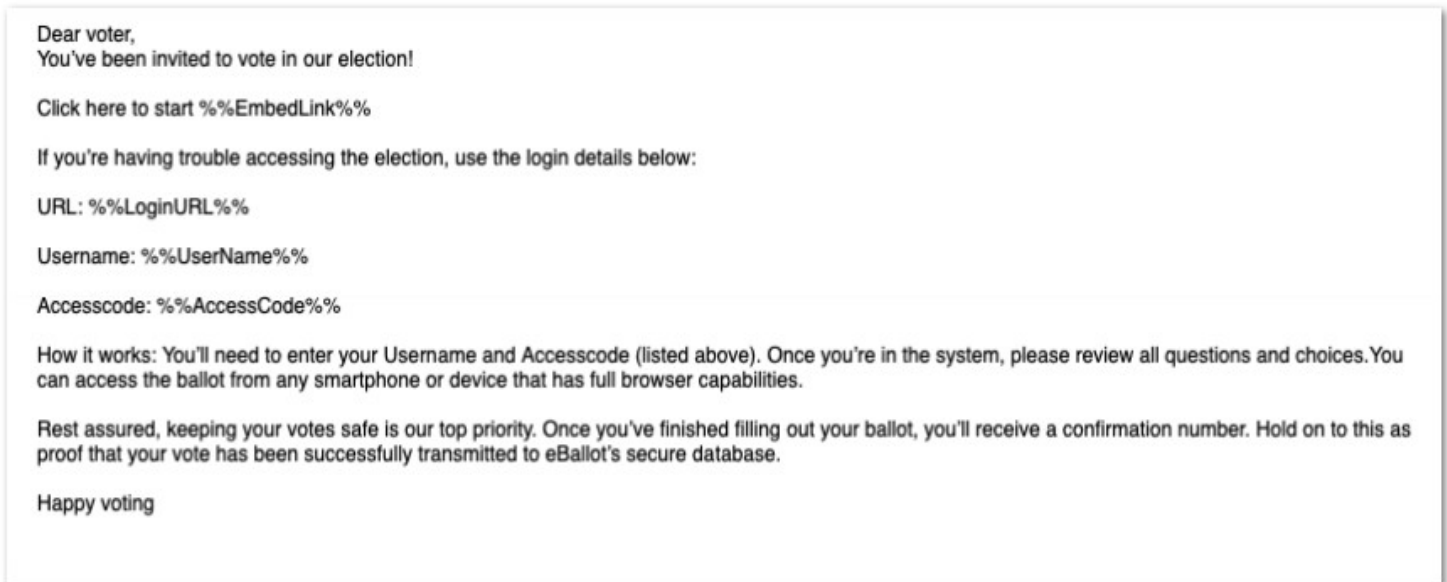 Dear voter,
You've been invited to vote in our election!
Click here to start %%EmbedLink%%
If you're having trouble accessing the election, use the login details below:
URL: %%LoginURL%%
Username: %%UserName%%
Accesscode: %%AccessCode%%
How it works: You'll need to enter your Username and Accesscode (listed above). Once you're in the system, please review all questions and choices.You
can access the ballot from any smartphone or device that has full browser capabilities.
Rest assured, keeping your votes safe is our top priority. Once you've finished filling out your ballot, you'll receive a confirmation number. Hold on to this as
proof that your vote has been successfully transmitted to eBallot's secure database.
Happy voting